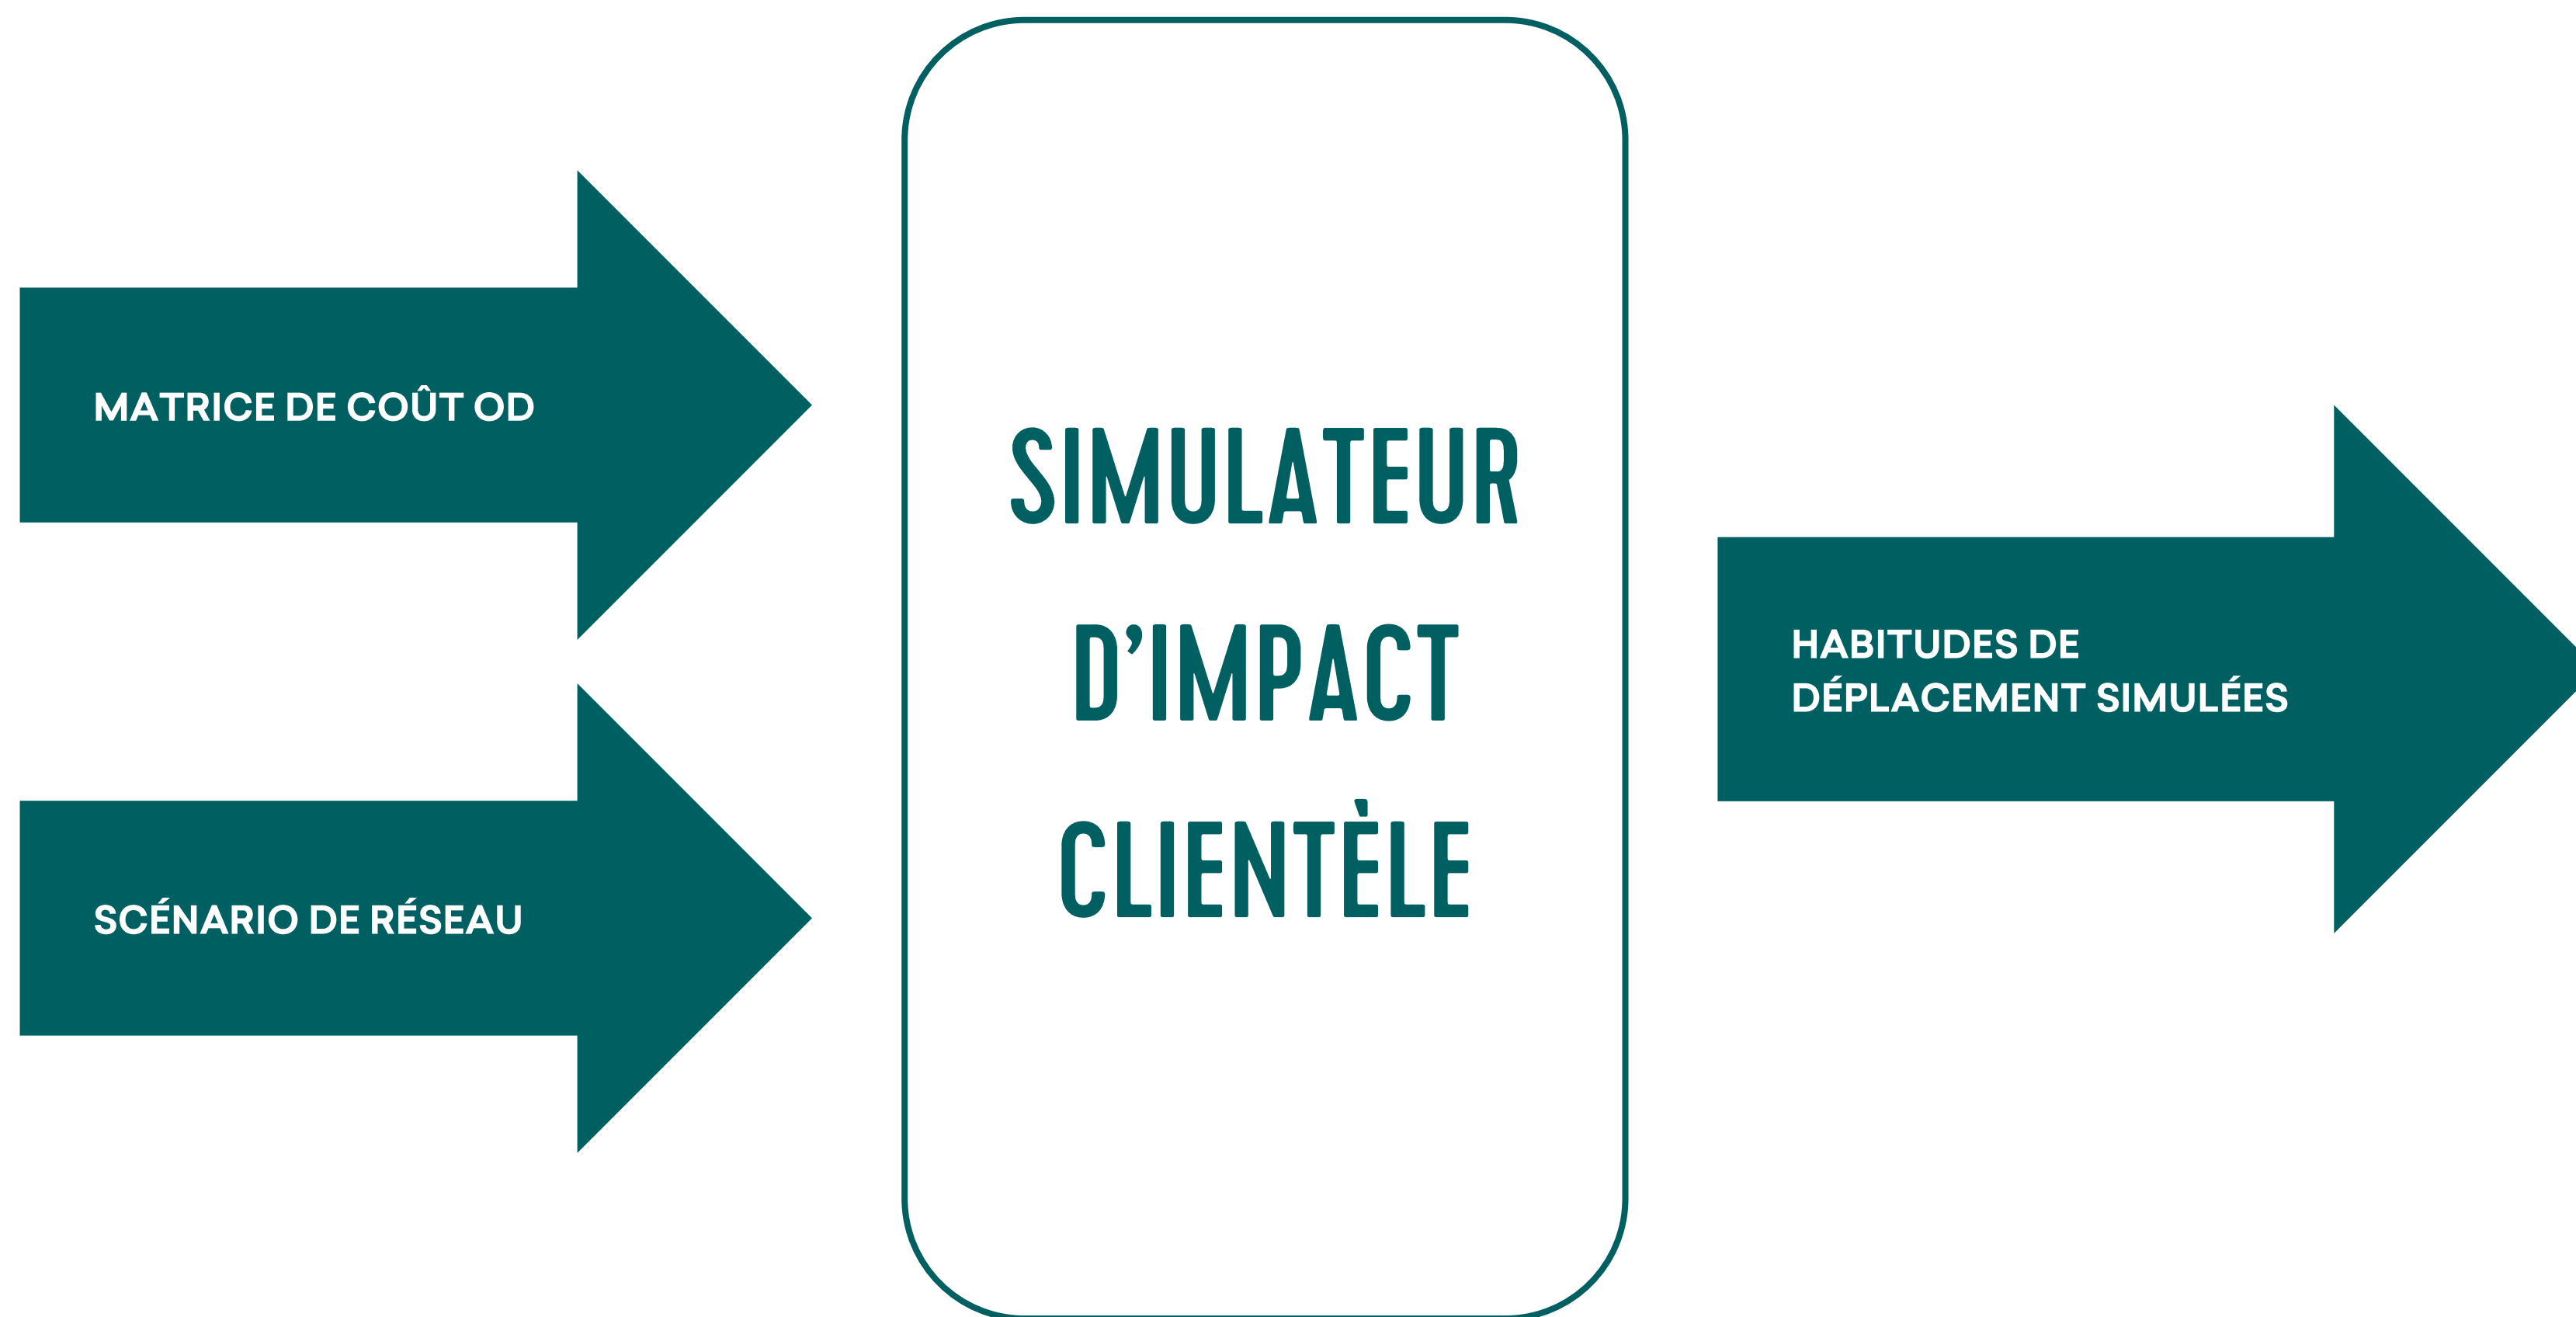 MATRICE DE COÛT OD
SCÉNARIO DE RÉSEAU
SIMULATEUR
D’IMPACT
CLIENTÈLE
HABITUDES DE
DÉPLACEMENT SIMULÉES